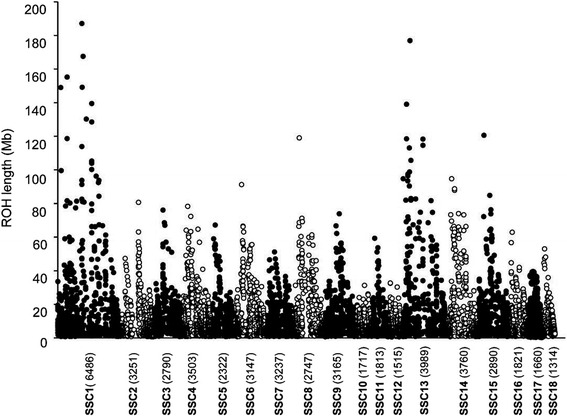 200
180
160
140
120
100
80
60
40
20
0
ROH length (Mb)
SSC1( 6486)
SSC2 (3251)
SSC3 (2790)
SSC4 (3503)
SSC5 (2322)
SSC6 (3147)
SSC7 (3237)
SSC8 (2747)
SSC9 (3165)
SSC10 (1717)
SSC11 (1813)
SSC12 (1515)
SSC13 (3989)
SSC14 (3760)
SSC15 (2890)
SSC16 (1821)
SSC17 (1660)
SSC18 (1314)